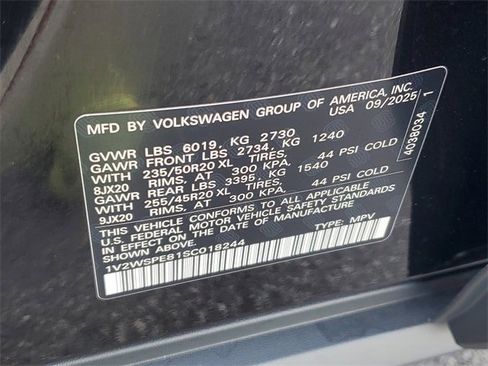 MFD BY VOLKSWAGEN GROUP OF AMERICA, INC.
USA 09/2025
GVWR LBS 6019, KG 2730
GAWR FRONT LBS 2734, KG 1240
235/50R20 XL TIRES,
8JX20 RIMS, AT 300 KPA. 44 PSI COLD
GAWR REAR LBS 3395, KG 1540
255/45R20 XL TIRES,
9JX20 RIMS, AT 300 KPA. 44 PSI COLD
THIS VEHICLE CONFORMS TO ALL APPLICABLE
U.S. FEDERAL MOTOR VEHICLE SAFETY STANDARDS
IN EFFECT ON THE DATE OF MANUFACTURE SHOWN
ABOVE.
1V2WSPE81SC018244 TYPE: MPV
4038034 1